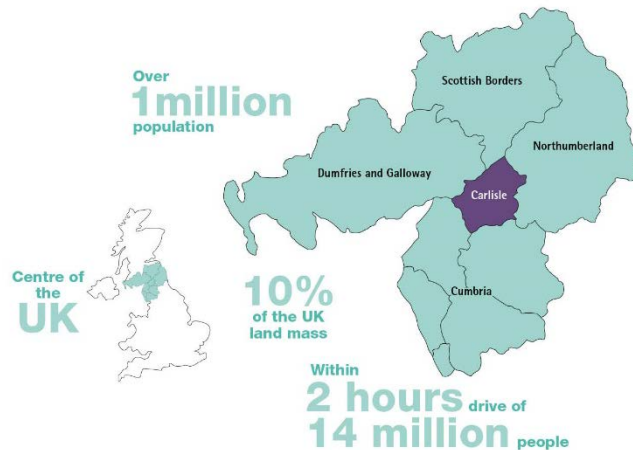 Over
1million
population
Scottish Borders
Northumberland
Dumfries and Galloway
Carlisle
Centre of
the
UK
10%
of the UK
land mass
Cumbria
Within
2 hours drive of
14 million people